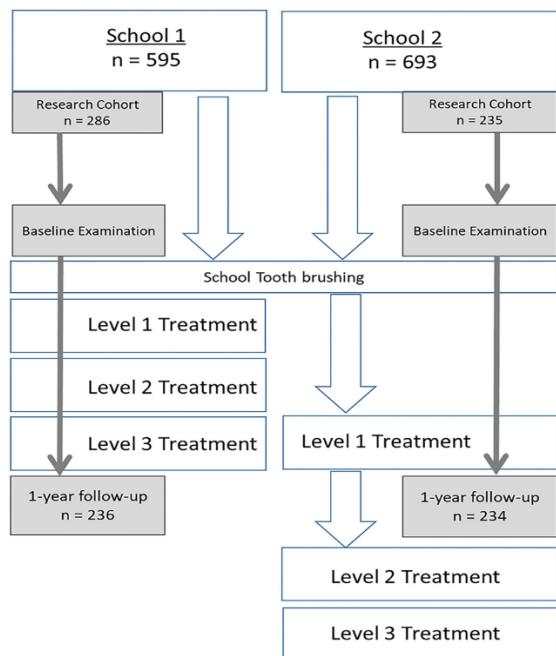 School 1
n = 595
School 2
n = 693
Research Cohort
n = 286
Research Cohort
n = 235
Baseline Examination
Baseline Examination
School Tooth brushing
Level 1 Treatment
Level 2 Treatment
Level 3 Treatment
Level 1 Treatment
1-year follow-up
n = 236
1-year follow-up
n = 234
Level 2 Treatment
Level 3 Treatment